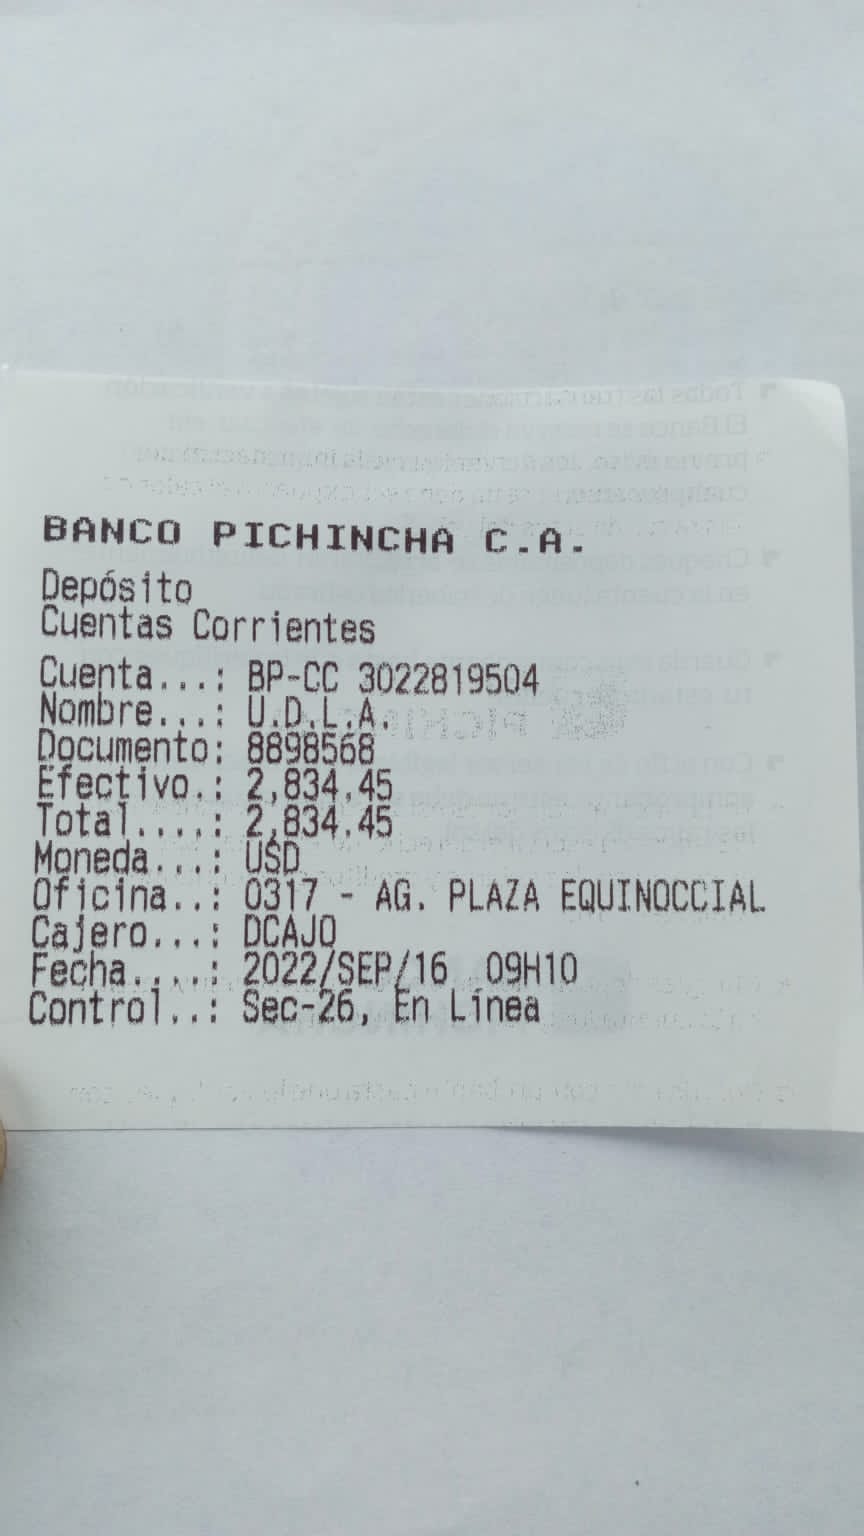 BANCO PICHINCHA C.A.
Depósito
Cuentas Corrientes
Cuenta...: BP-CC 3022819504
Nombre...: U.D.L.A.
Documento: 8898568
Efectivo.: 2,834.45
Total....: 2,834.45
Moneda...: USD
Oficina..: 0317 - AG. PLAZA EQUINOCCIAL
Cajero...: DCAJO
Fecha....: 2022/SEP/16 09H10
Control..: Sec-26, En Línea